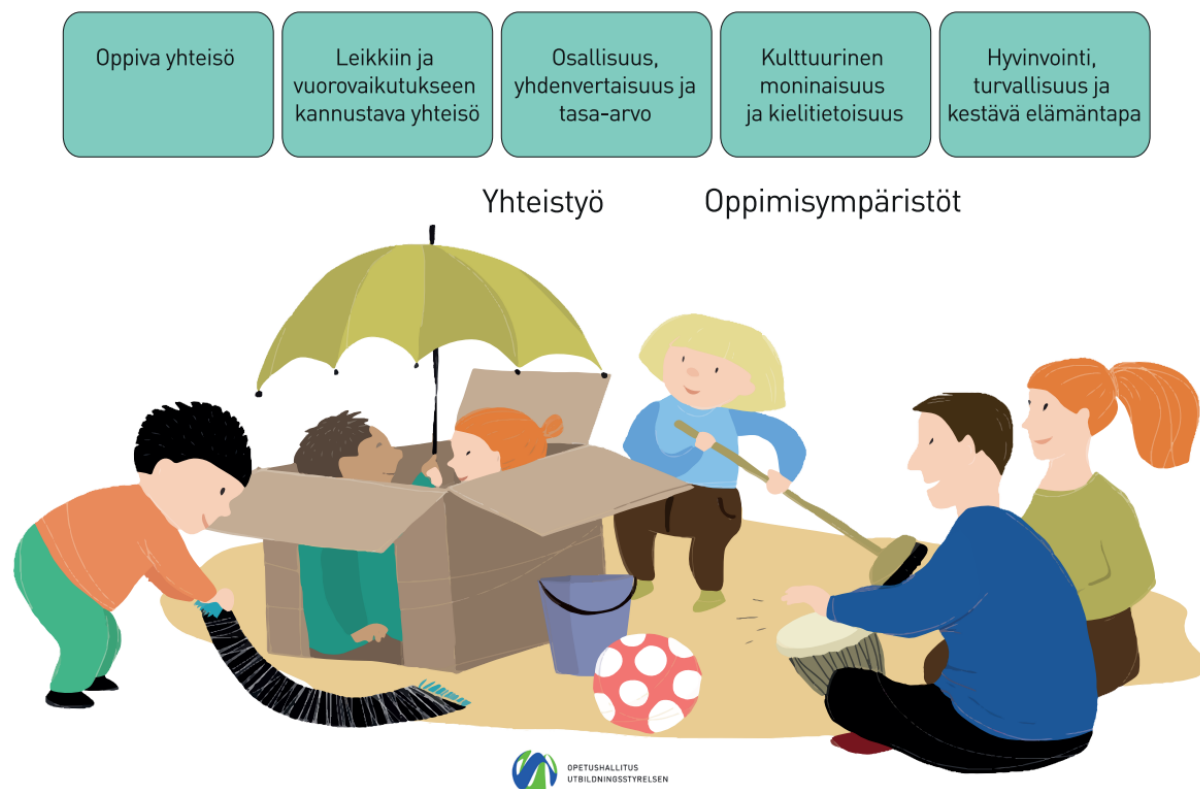 Oppiva yhteisö
Leikkiin ja
vuorovaikutukseen
kannustava yhteisö
Osallisuus,
yhdenvertaisuus ja
tasa-arvo
Kulttuurinen
moninaisuus
ja kielitietoisuus
Hyvinvointi,
turvallisuus ja
kestävä elämäntapa
Yhteistyö
Oppimisympäristöt
OPETUSHALLITUS
UTBILDNINGSSTYRELSEN